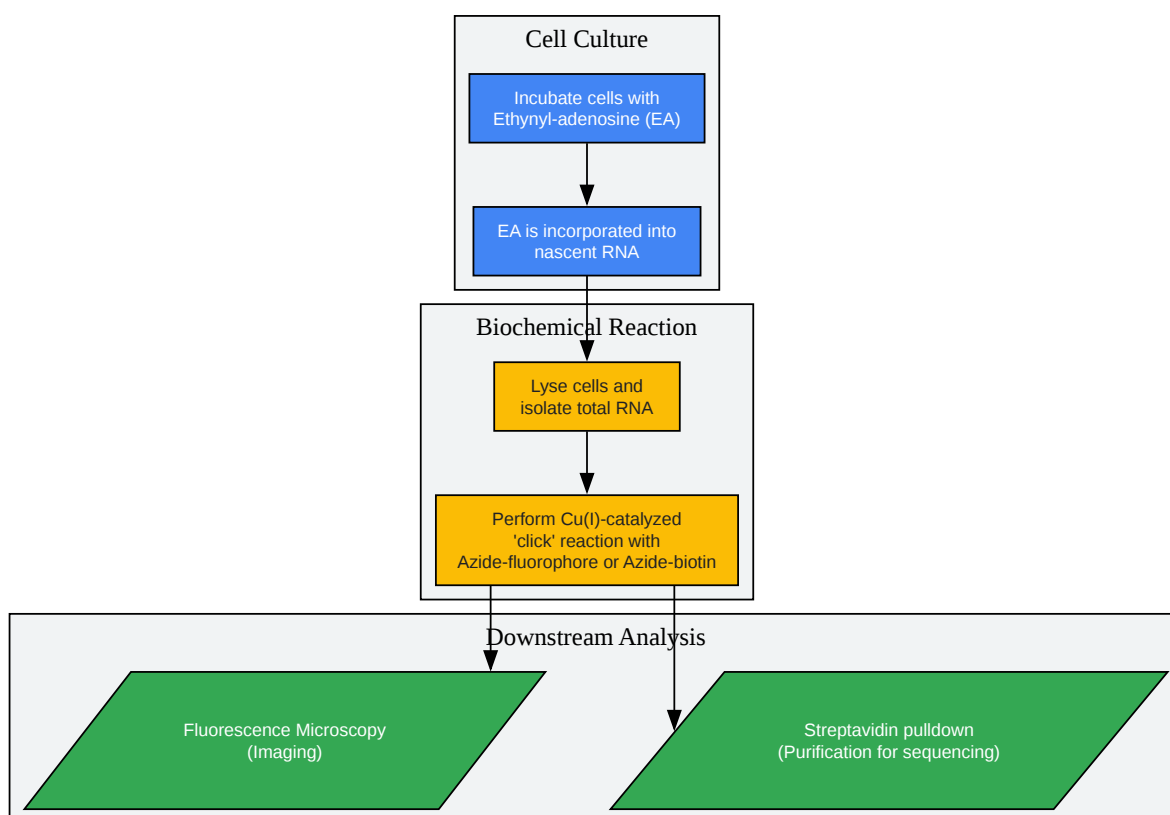 Cell Culture
Incubate cells with
Ethynyl-adenosine (EA)
EA is incorporated into
nascent RNA
Biochemical Reaction
Lyse cells and
isolate total RNA
Perform Cu(I)-catalyzed
'click' reaction with
Azide-fluorophore or Azide-biotin
Downstream Analysis
Fluorescence Microscopy
(Imaging)
Streptavidin pulldown
(Purification for sequencing)